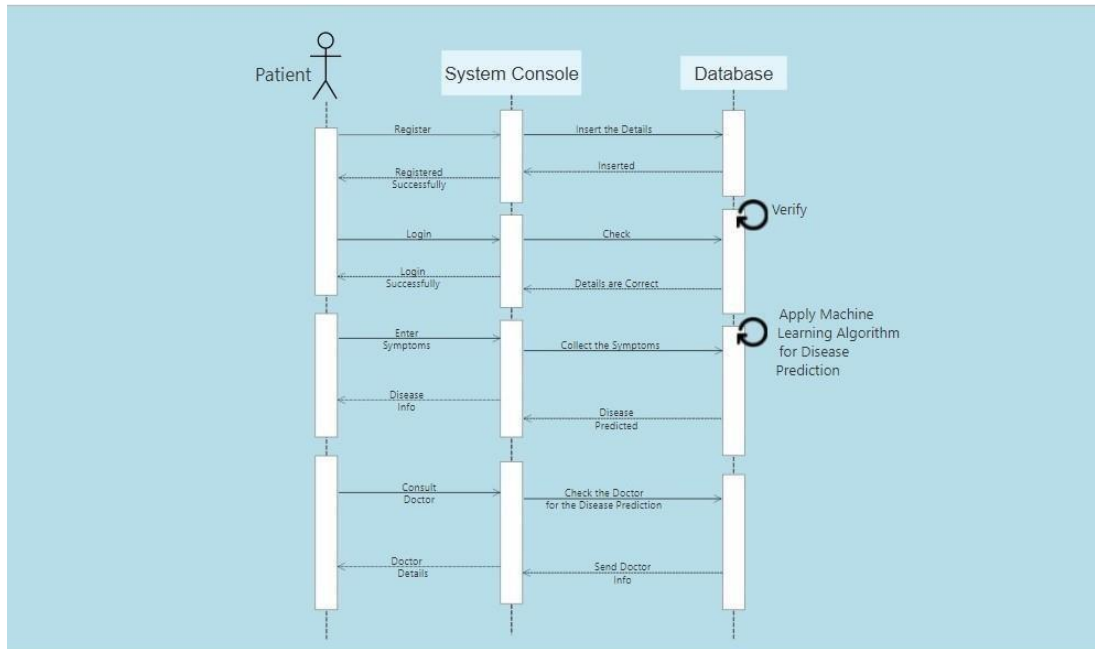 Patient
System Console
Database
Register
Insert the Details
Inserted
Registered
Successfully
Verify
Login
Check
Login
Successfully
Details are Correct
Apply Machine
Learning Algorithm
for Disease
Prediction
Enter
Symptoms
Collect the Symptoms
Disease
Info
Disease
Predicted
Consult
Doctor
Check the Doctor
for the Disease Prediction
Doctor
Details
Send Doctor
Info